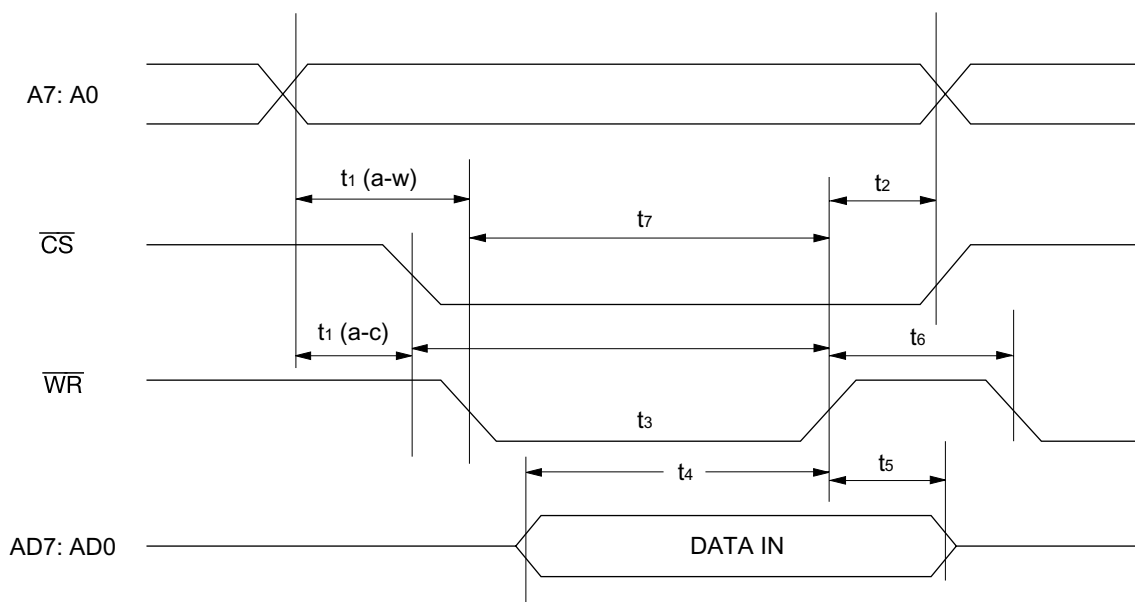 A7: A0
t1 (a-w)
t2
t7
CS
t1 (a-c)
t6
WR
t3
t4
t5
AD7: AD0
DATA IN